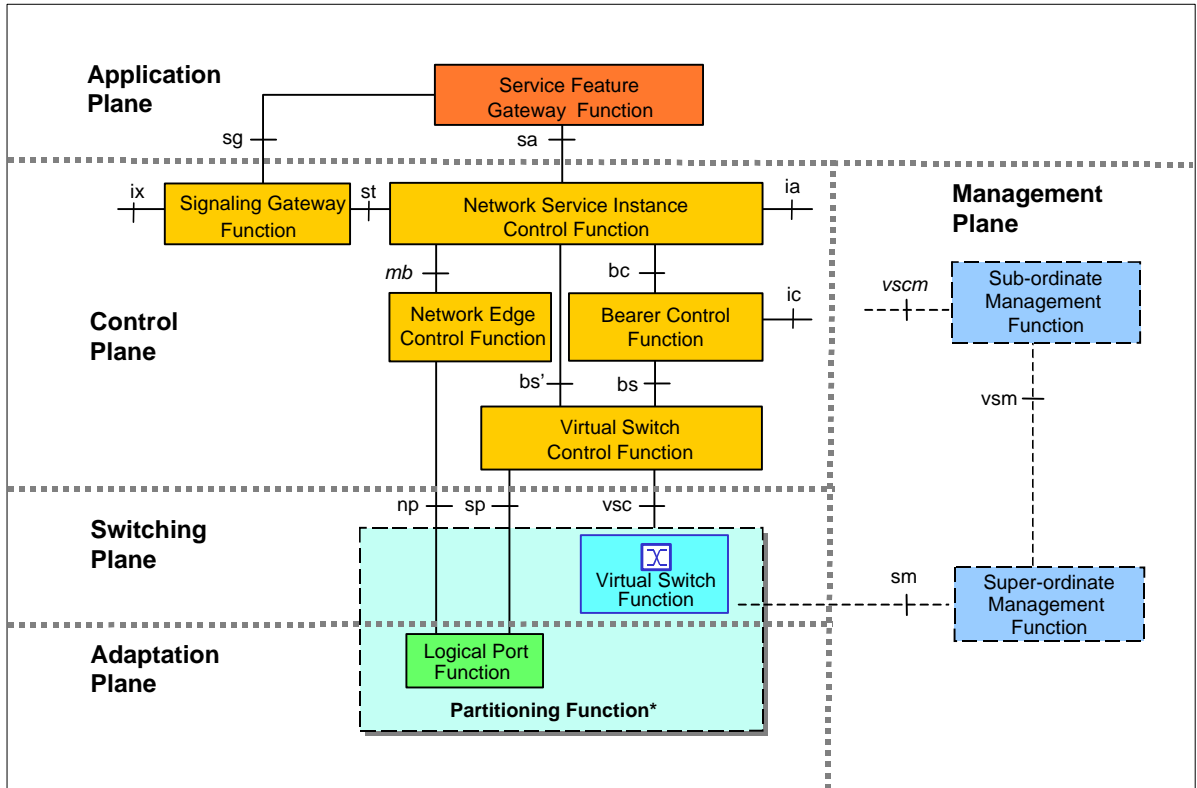 Application
Plane
Service Feature
Gateway Function
sg
sa
ix
Signaling Gateway
Function
st
Network Service Instance
Control Function
ia
Management
Plane
mb
bc
vscm
Sub-ordinate
Management
Function
Control
Plane
Network Edge
Control Function
Bearer Control
Function
ic
bs’
bs
vsm
Virtual Switch
Control Function
np
sp
vsc
Switching
Plane
Virtual Switch
Function
sm
Super-ordinate
Management
Function
Adaptation
Plane
Logical Port
Function
Partitioning Function*